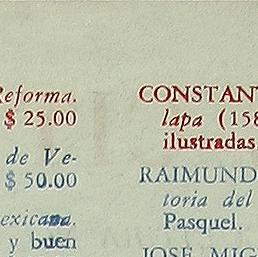 Reforma.
$ 25.00
de Ve-
$ 50.00
exicana.
y buen
CONSTANT
lapa (158
ilustradas
RAIMUND
toria del
Pasquel.
JOSE MIG